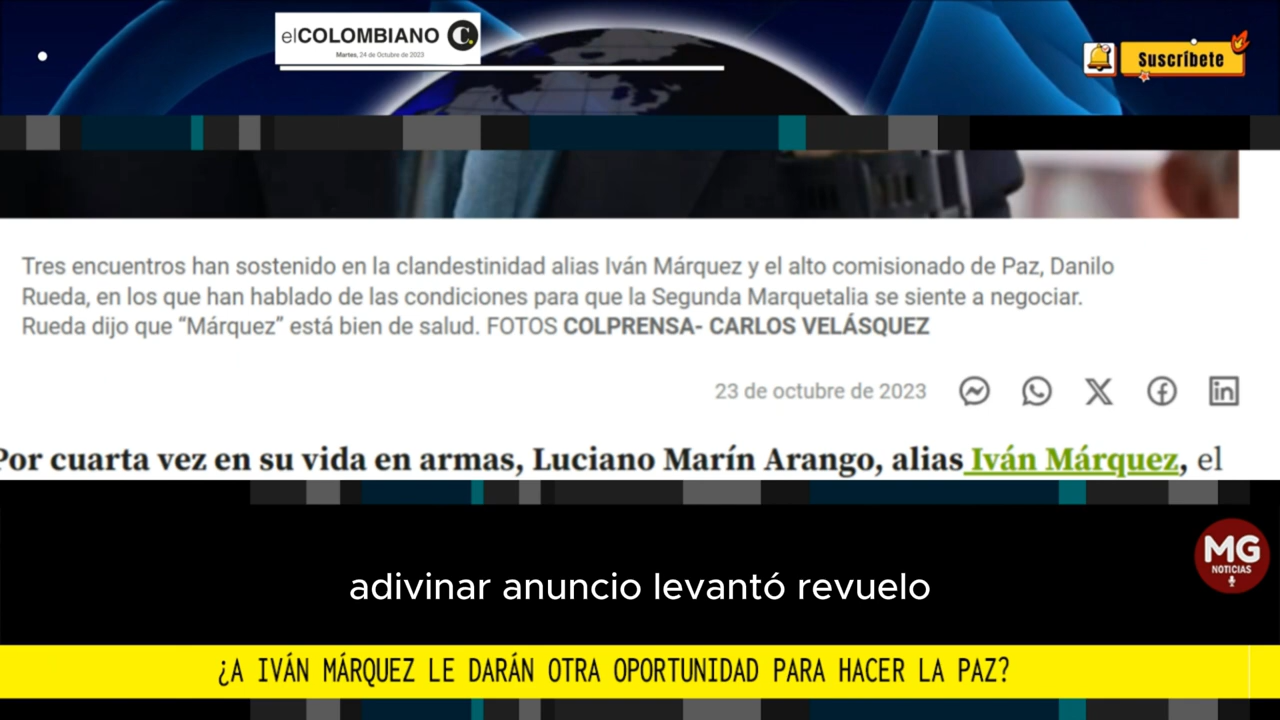 elCOLOMBIANO C
Martes, 24 de Octubre de 2023
Suscríbete
Tres encuentros han sostenido en la clandestinidad alias Iván Márquez y el alto comisionado de Paz, Danilo
Rueda, en los que han hablado de las condiciones para que la Segunda Marquetalia se siente a negociar.
Rueda dijo que “Márquez” está bien de salud. FOTOS COLPRENSA- CARLOS VELÁSQUEZ
23 de octubre de 2023
Por cuarta vez en su vida en armas, Luciano Marín Arango, alias Iván Márquez, el
MG
NOTICIAS
adivinar anuncio levantó revuelo
¿A IVÁN MÁRQUEZ LE DARÁN OTRA OPORTUNIDAD PARA HACER LA PAZ?